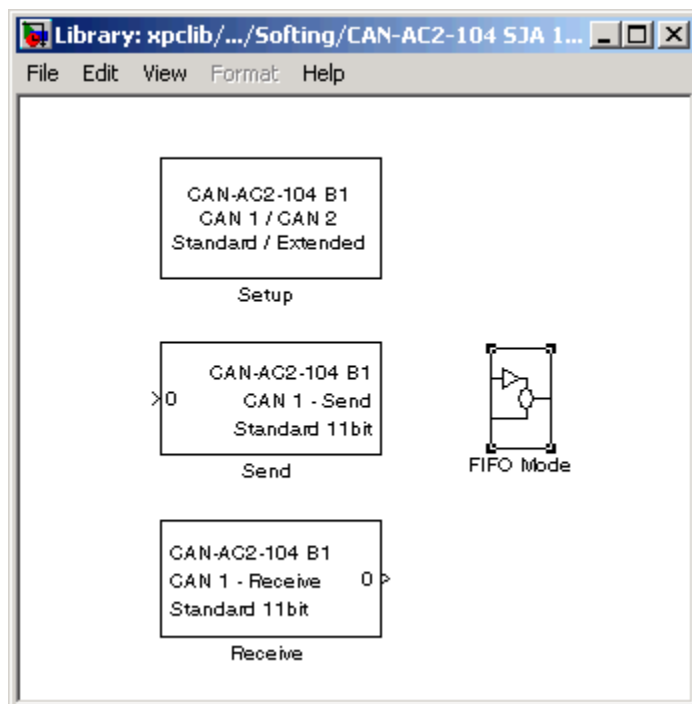 Library: xpclib/.../Softing/CAN-AC2-104 SJA 1...
File Edit View Format Help
CAN-AC2-104 B1
CAN 1 / CAN 2
Standard / Extended
Setup
>0
CAN-AC2-104 B1
CAN 1 - Send
Standard 11bit
Send
FIFO Mode
CAN-AC2-104 B1
CAN 1 - Receive 0>
Standard 11bit
Receive